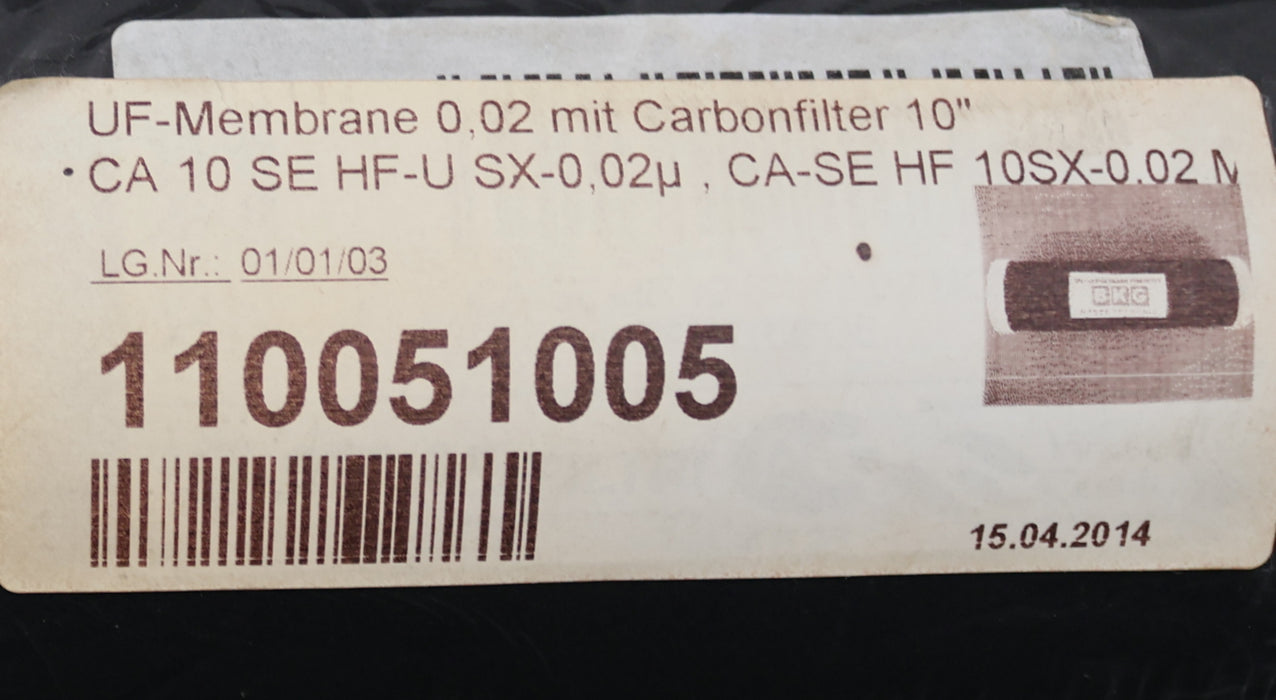 UF-Membrane 0,02 mit Carbonfilter 10"
· CA 10 SE HF-U SX-0,02µ , CA-SE HF 10SX-0.02 M
LG.Nr.: 01/01/03
BKG
110051005
15.04.2014